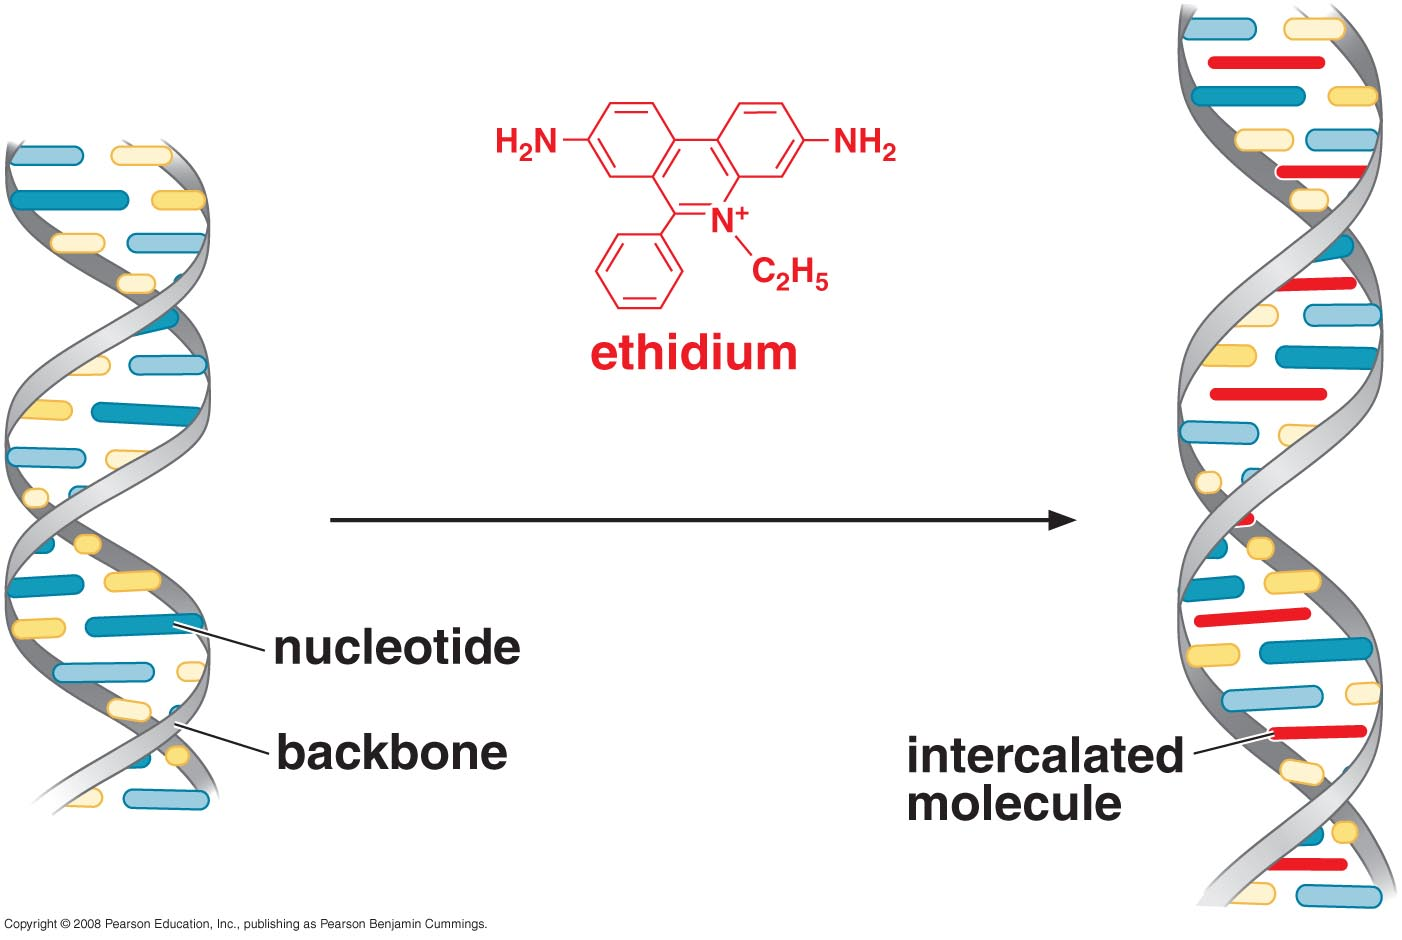 H₂N
NH₂
N⁺
C₂H₅
ethidium
nucleotide
backbone
intercalated
molecule
Copyright © 2008 Pearson Education, Inc., publishing as Pearson Benjamin Cummings.